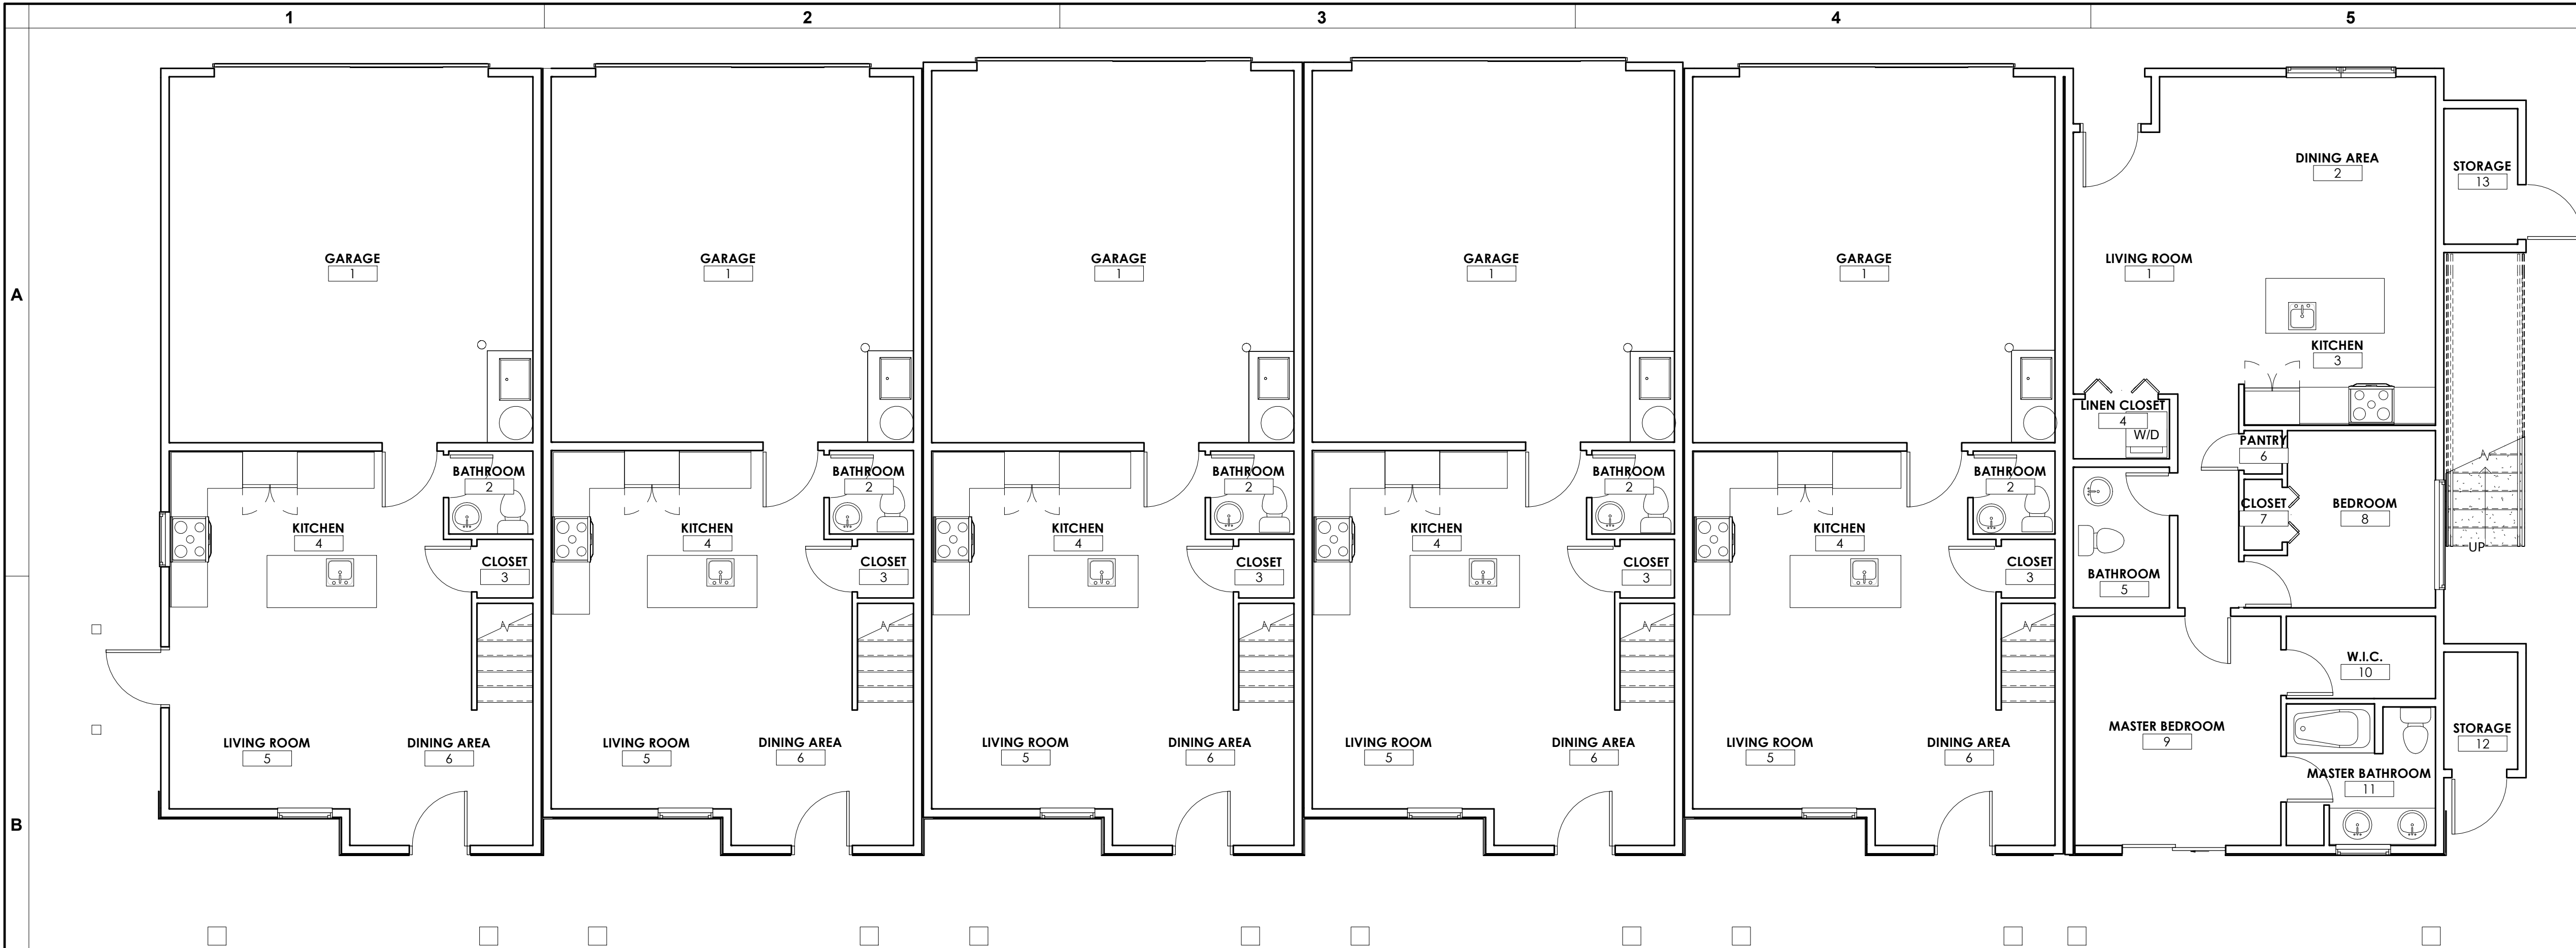 1
2
3
4
5
A
B
GARAGE
1
BATHROOM
2
KITCHEN
4
CLOSET
3
LIVING ROOM
5
DINING AREA
6
GARAGE
1
BATHROOM
2
KITCHEN
4
CLOSET
3
LIVING ROOM
5
DINING AREA
6
GARAGE
1
BATHROOM
2
KITCHEN
4
CLOSET
3
LIVING ROOM
5
DINING AREA
6
GARAGE
1
BATHROOM
2
KITCHEN
4
CLOSET
3
LIVING ROOM
5
DINING AREA
6
GARAGE
1
BATHROOM
2
KITCHEN
4
CLOSET
3
LIVING ROOM
5
DINING AREA
6
DINING AREA
2
STORAGE
13
LIVING ROOM
1
KITCHEN
3
LINEN CLOSET
4
W/D
PANTRY
6
CLOSET
7
BEDROOM
8
UP
BATHROOM
5
W.I.C.
10
MASTER BEDROOM
9
STORAGE
12
MASTER BATHROOM
11